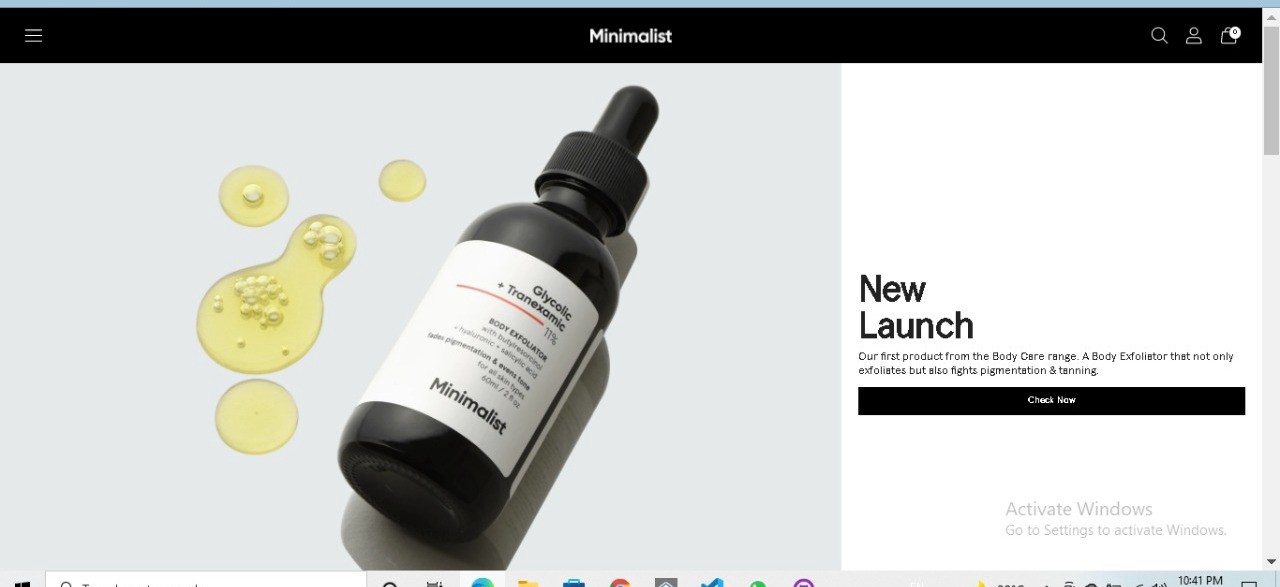 Minimalist
0
Glycolic
+ Tranexamic
11%
BODY EXFOLIATOR
with butylresorcinol
+ hyaluronic + salicylic acid
fades pigmentation & evens tone
for all skin types
60ml / 2 fl oz
Minimalist
New
Launch
Our first product from the Body Care range. A Body Exfoliator that not only
exfoliates but also fights pigmentation & tanning.
Check Now
Activate Windows
Go to Settings to activate Windows.
10:41 PM